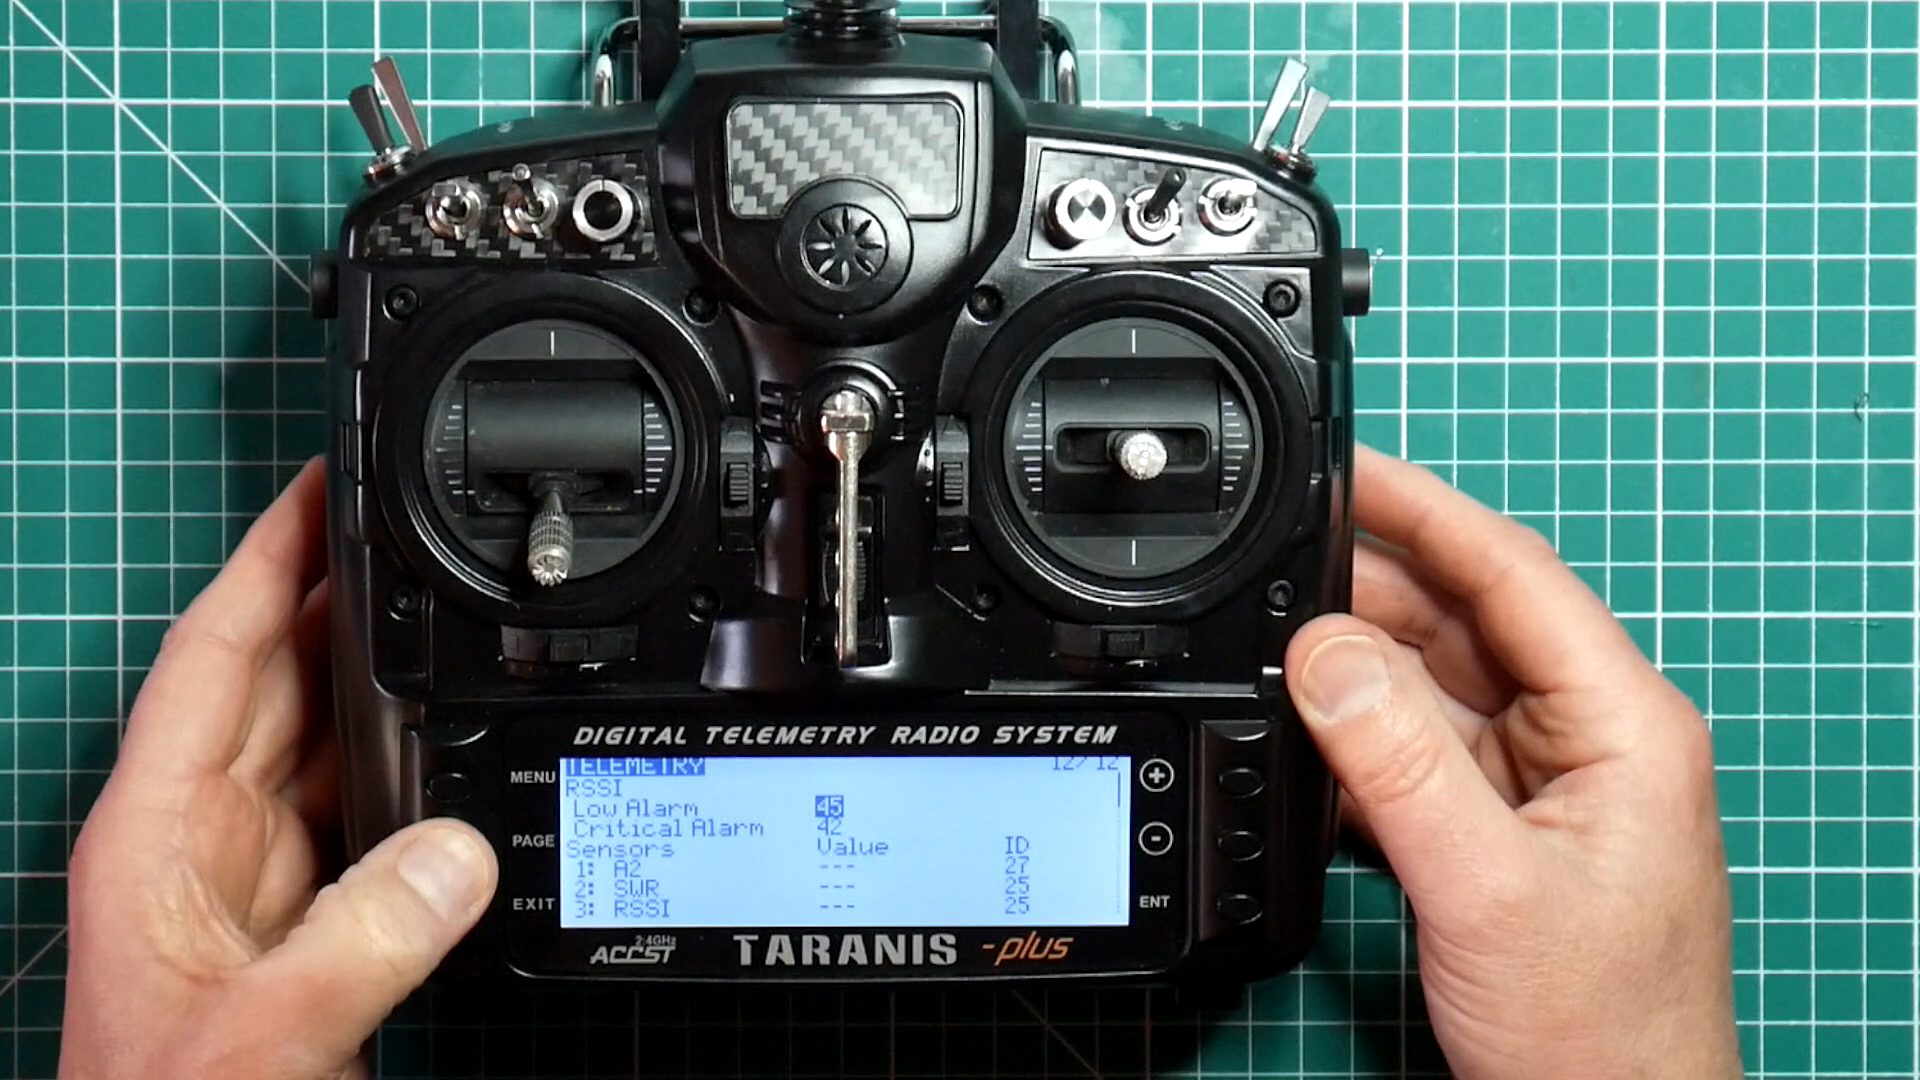 DIGITAL TELEMETRY RADIO SYSTEM
MENU
PAGE
EXIT
TELEMETRY 12/12
RSSI
Low Alarm 45
Critical Alarm 42
Sensors Value ID
1: A2 --- 27
2: SWR --- 25
3: RSSI --- 25
+
-
ENT
2.4GHz
ACCST
TARANIS -plus